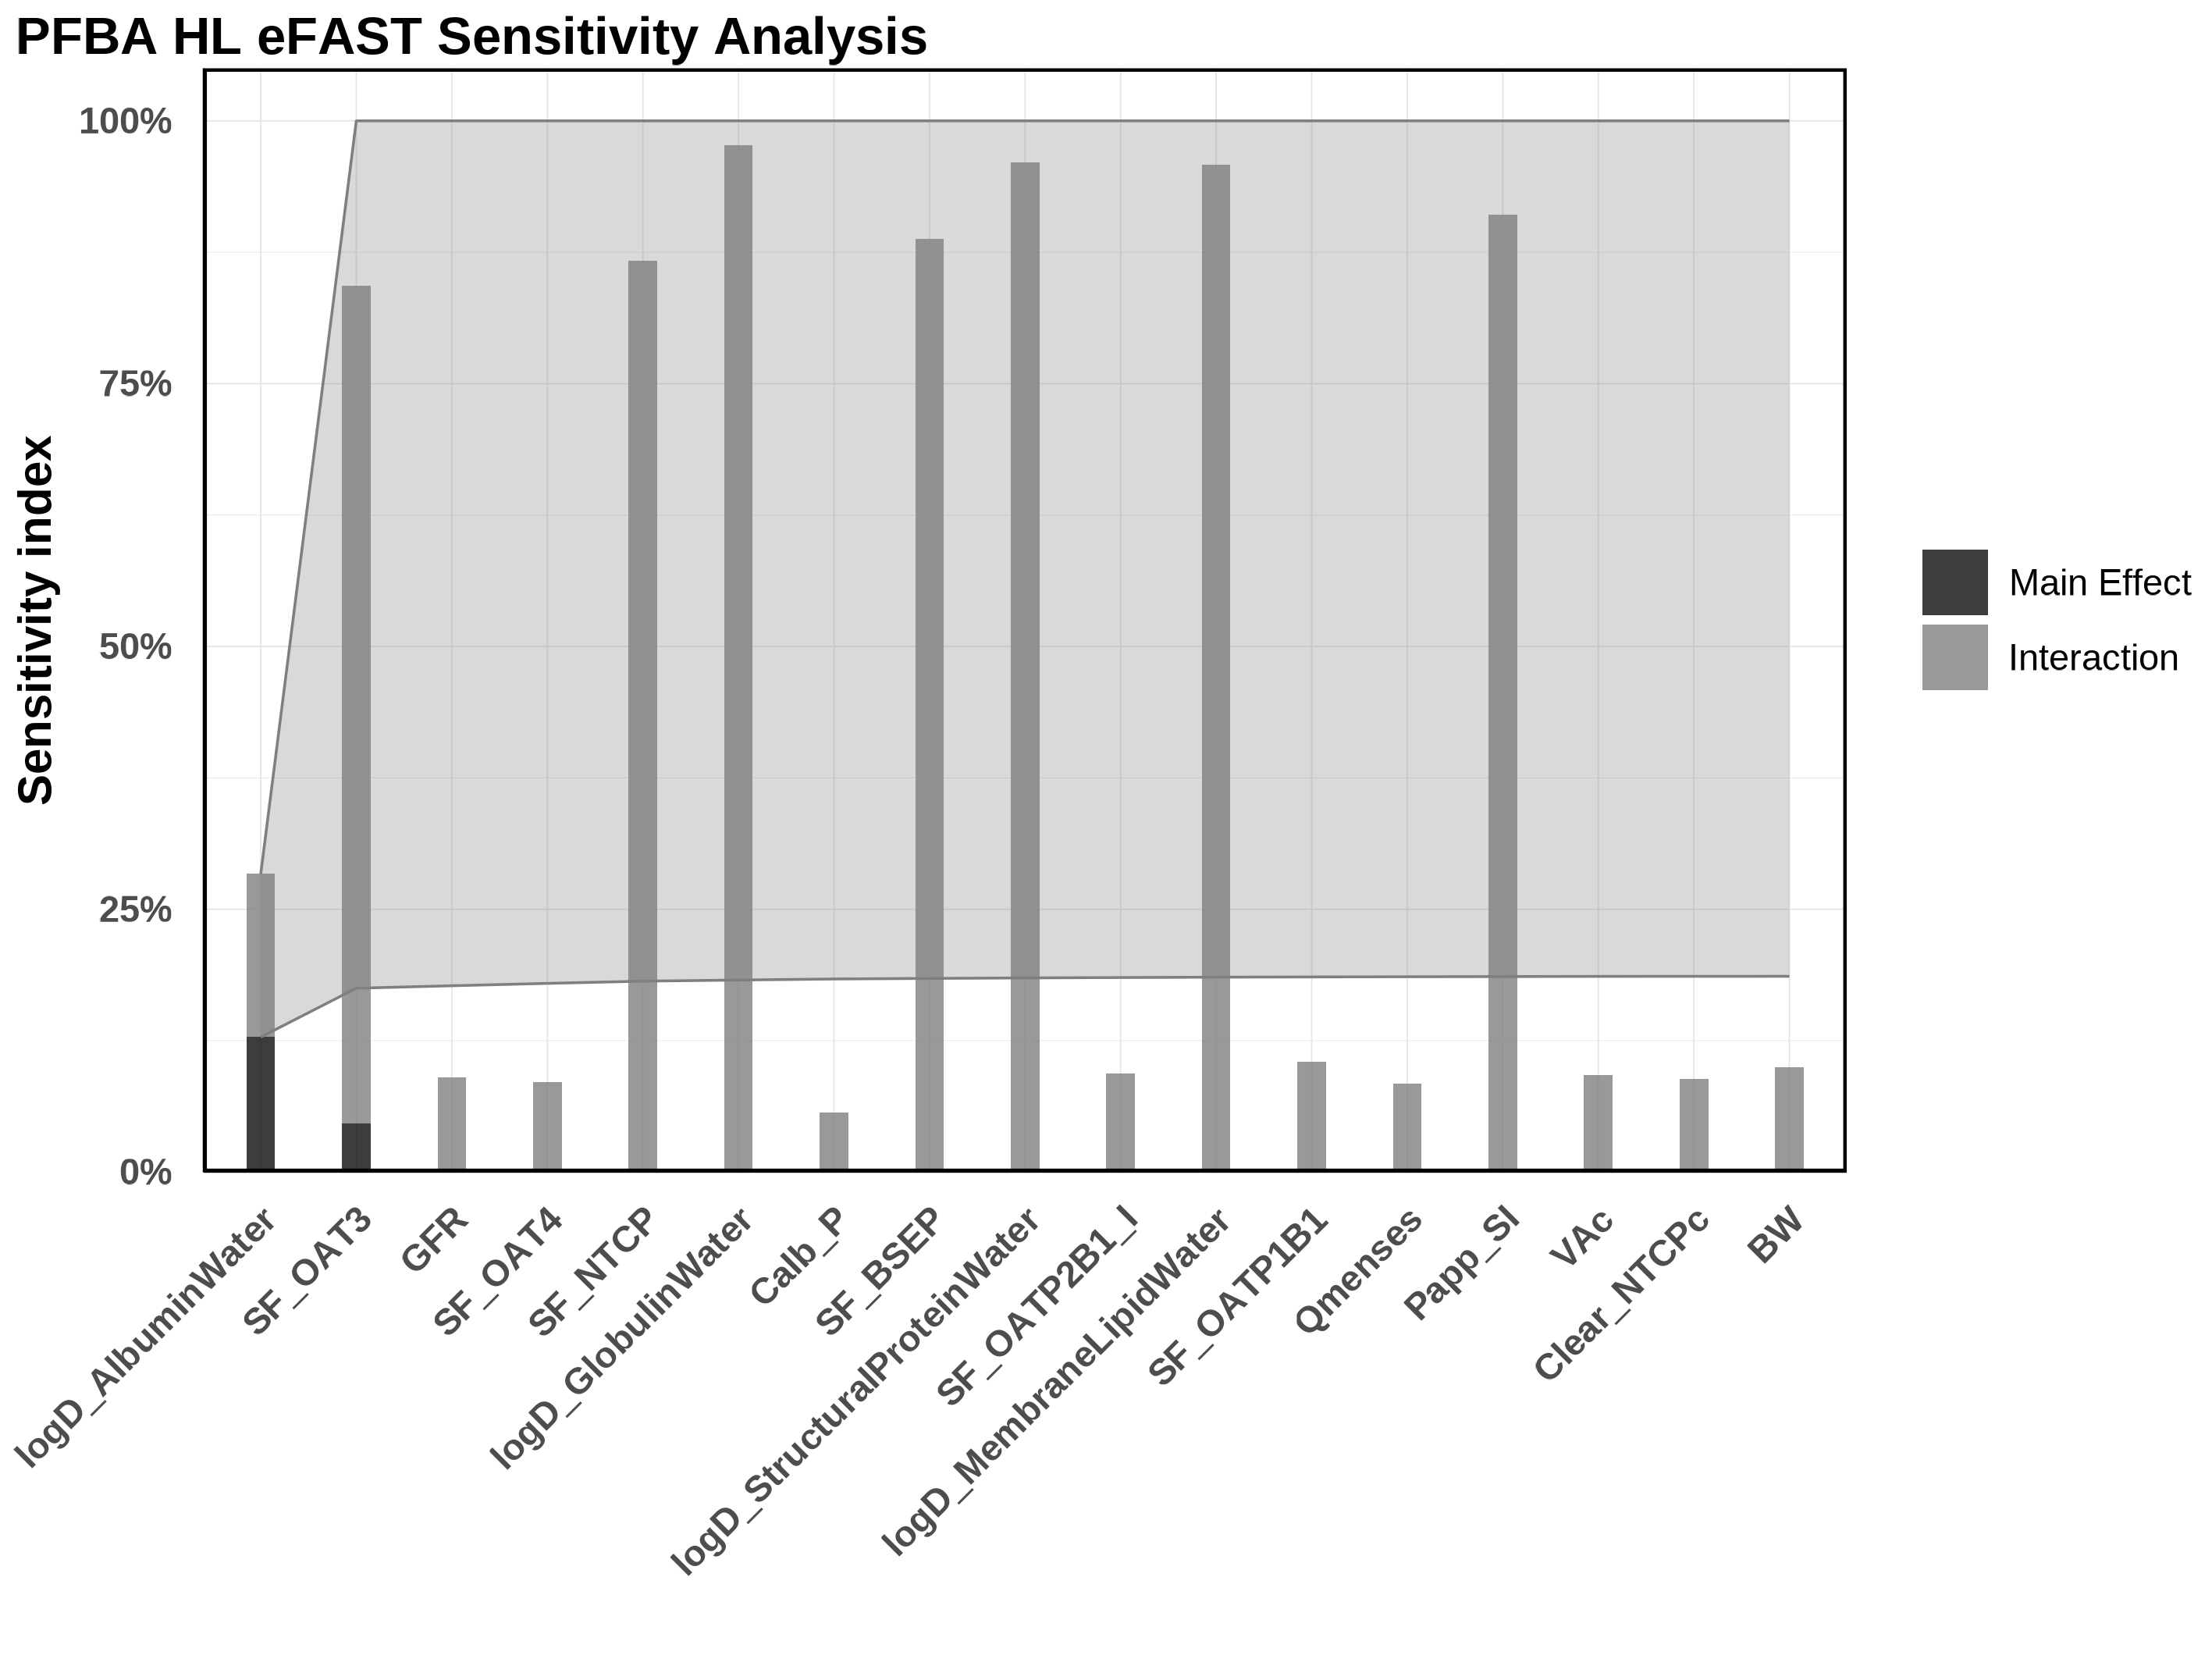 PFBA HL eFAST Sensitivity Analysis
Sensitivity index
100%
75%
50%
25%
0%
logD_AlbuminWater
SF_OAT3
GFR
SF_OAT4
SF_NTCP
logD_GlobulinWater
Calb_P
SF_BSEP
logD_StructuralProteinWater
SF_OATP2B1_I
logD_MembraneLipidWater
SF_OATP1B1
Qmenses
Papp_SI
VAc
Clear_NTCPc
BW
Main Effect
Interaction